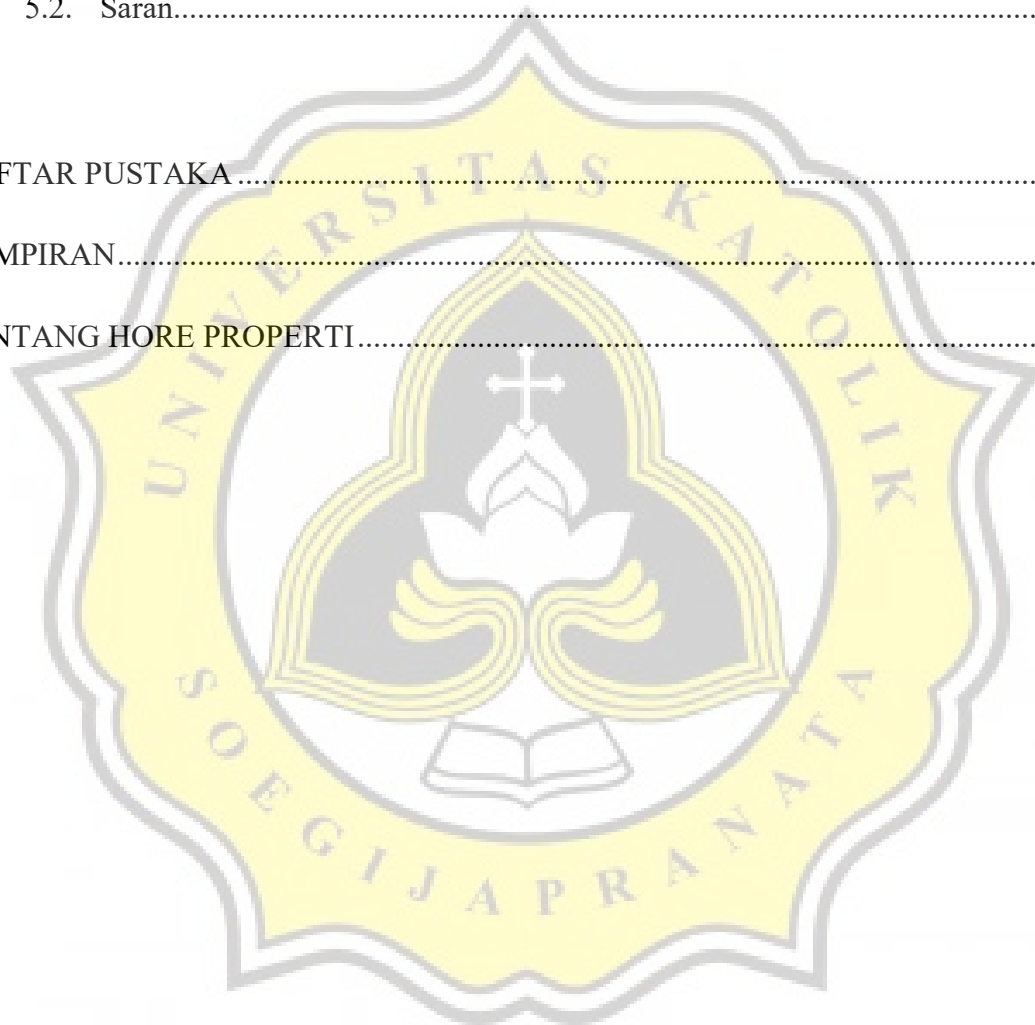 5.2. Saran....................................................................................................
FTAR PUSTAKA....................................................................................................
MPIRAN....................................................................................................
NTANG HORE PROPERTI....................................................................................................
UNIVERSITAS KATOLIK
SOEGIJAPRANATA